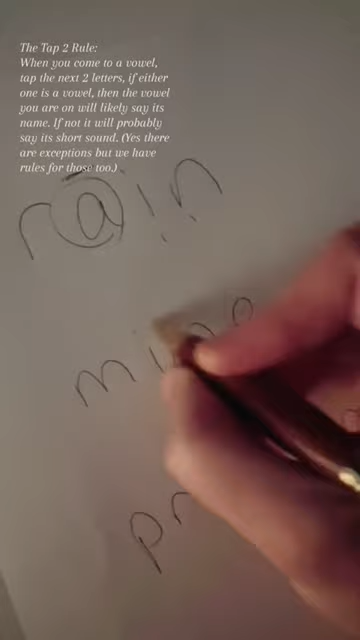 The Tap 2 Rule:
When you come to a vowel,
tap the next 2 letters, if either
one is a vowel, then the vowel
you are on will likely say its
name. If not it will probably
say its short sound. (Yes there
are exceptions but we have
rules for those too.)
rain